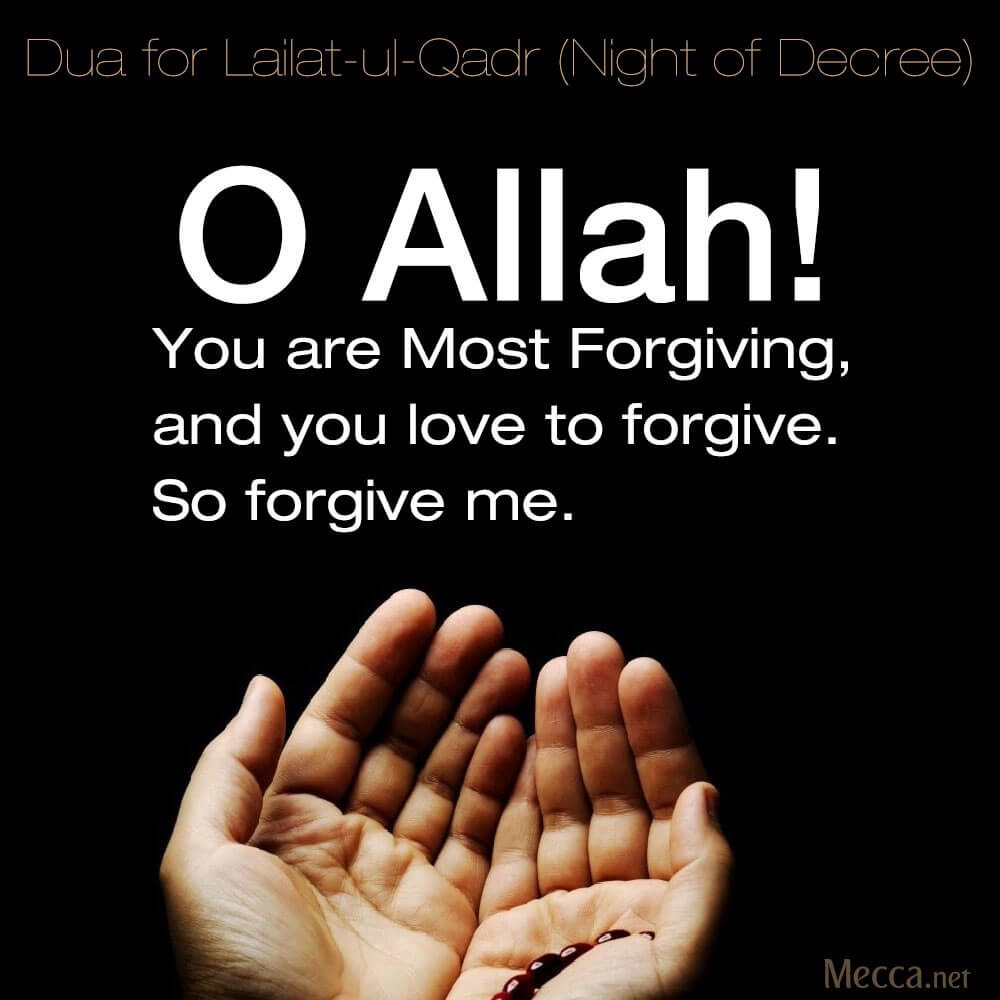 Dua for Lailat-ul-Qadr (Night of Decree)
O Allah!
You are Most Forgiving,
and you love to forgive.
So forgive me.
Mecca.net